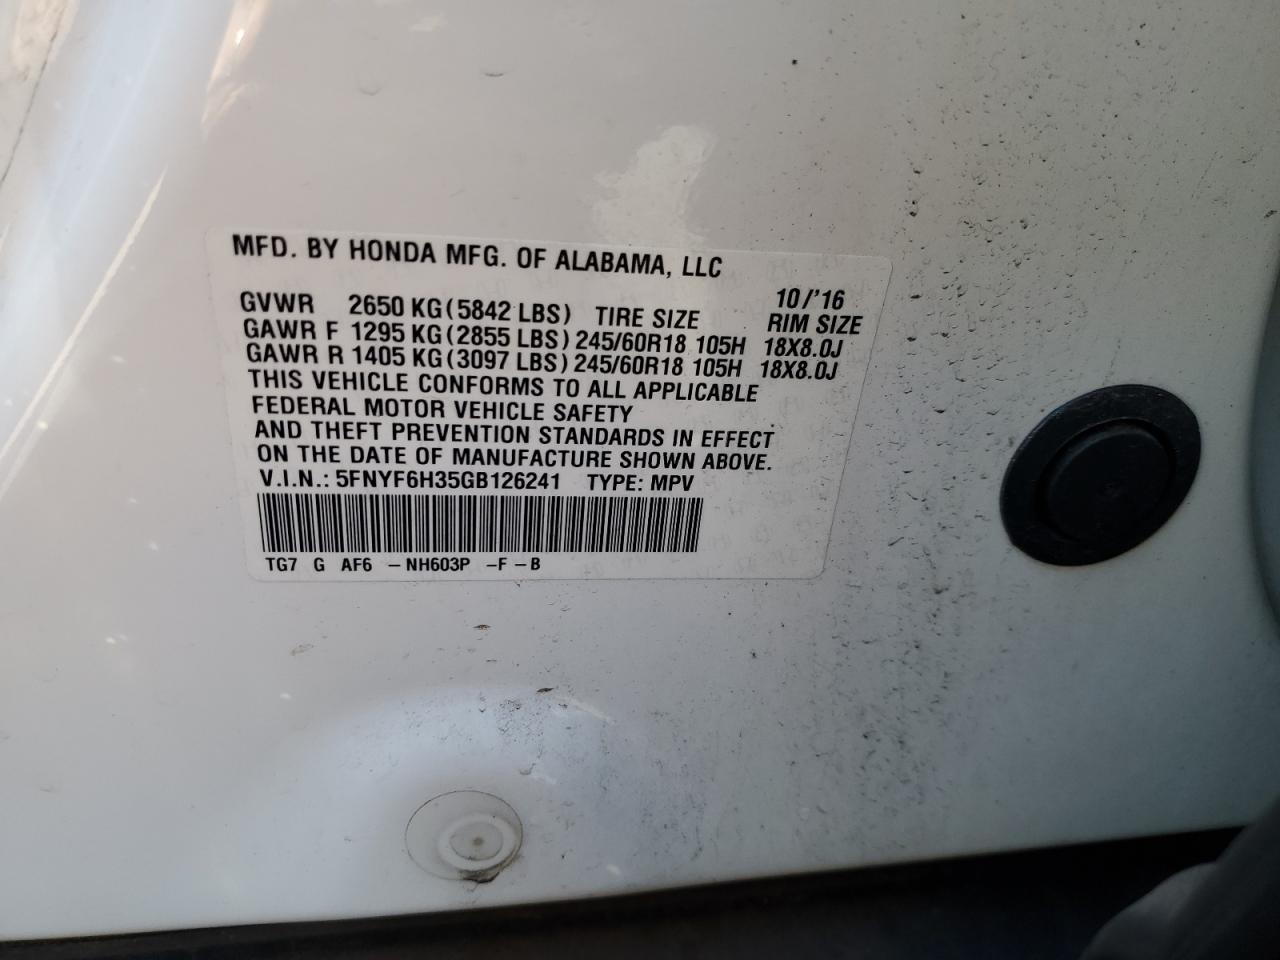 MFD. BY HONDA MFG. OF ALABAMA, LLC
10/'16
GVWR 2650 KG(5842 LBS) TIRE SIZE RIM SIZE
GAWR F 1295 KG(2855 LBS)245/60R18 105H 18X8.0J
GAWR R 1405 KG(3097 LBS)245/60R18 105H 18X8.0J
THIS VEHICLE CONFORMS TO ALL APPLICABLE
FEDERAL MOTOR VEHICLE SAFETY
AND THEFT PREVENTION STANDARDS IN EFFECT
ON THE DATE OF MANUFACTURE SHOWN ABOVE.
V.I.N.: 5FNYF6H35GB126241 TYPE: MPV
TG7 G AF6 -NH603P -F-B